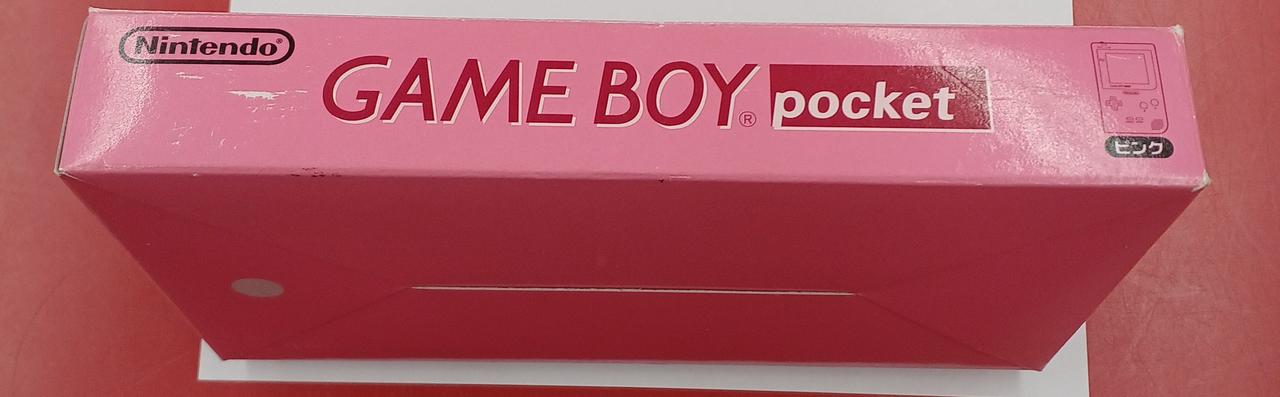 Nintendo®
GAME BOY® pocket
ピンク